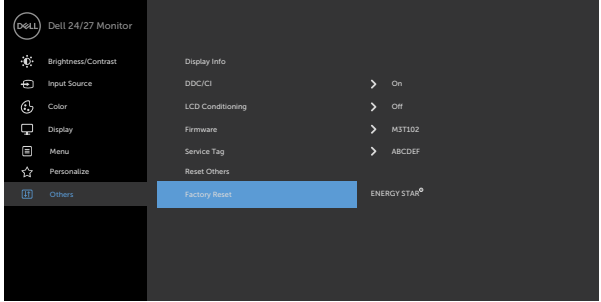 DELL Dell 24/27 Monitor
Brightness/Contrast Display Info
Input Source DDC/CI On
Color LCD Conditioning Off
Display Firmware M3T102
Menu Service Tag ABCDEF
Personalize Reset Others
Others Factory Reset ENERGY STAR®